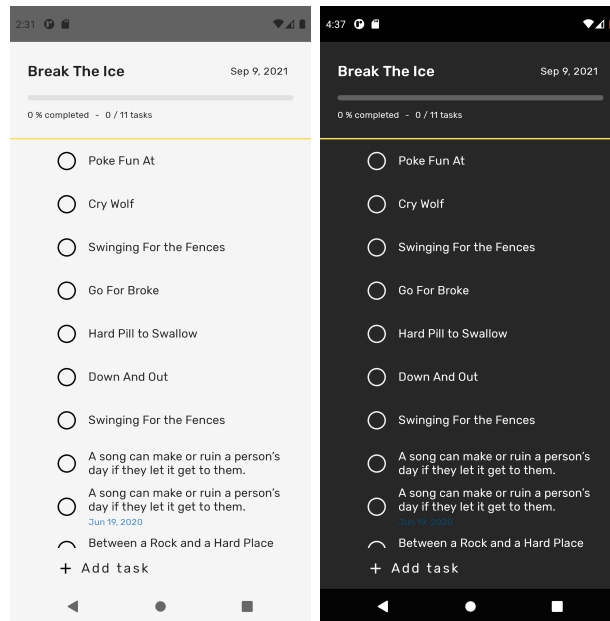 2:31
Break The Ice
Sep 9, 2021
0 % completed - 0 / 11 tasks
Poke Fun At
Cry Wolf
Swinging For the Fences
Go For Broke
Hard Pill to Swallow
Down And Out
Swinging For the Fences
A song can make or ruin a person’s
day if they let it get to them.
A song can make or ruin a person’s
day if they let it get to them.
Jun 19, 2020
Between a Rock and a Hard Place
+ Add task
4:37
Break The Ice
Sep 9, 2021
0 % completed - 0 / 11 tasks
Poke Fun At
Cry Wolf
Swinging For the Fences
Go For Broke
Hard Pill to Swallow
Down And Out
Swinging For the Fences
A song can make or ruin a person’s
day if they let it get to them.
A song can make or ruin a person’s
day if they let it get to them.
Jun 19, 2020
Between a Rock and a Hard Place
+ Add task